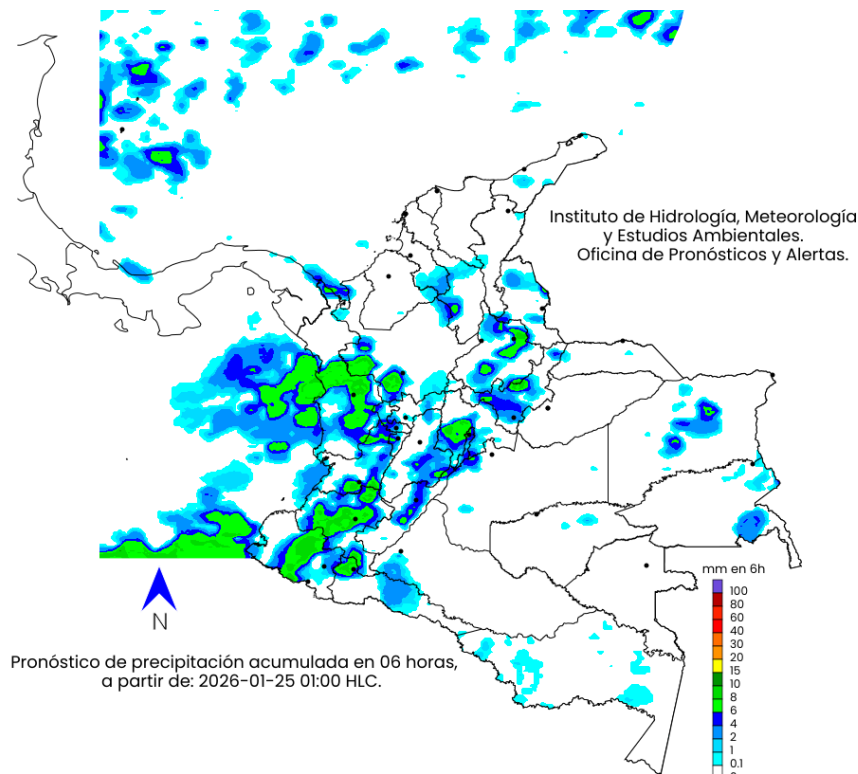 Instituto de Hidrología, Meteorología
y Estudios Ambientales.
Oficina de Pronósticos y Alertas.
N
Pronóstico de precipitación acumulada en 06 horas,
a partir de: 2026-01-25 01:00 HLC.
mm en 6h
100
80
60
40
30
20
15
10
8
6
4
2
1
0.1
0